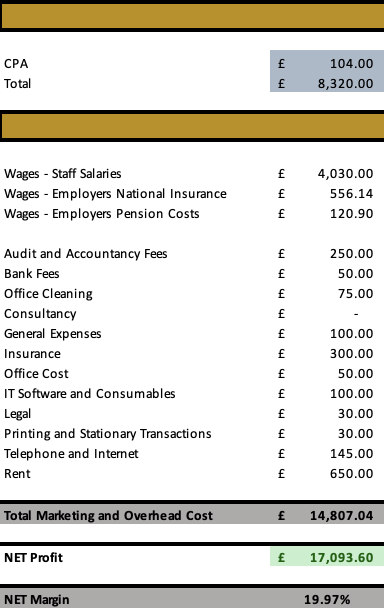 CPA £ 104.00
Total £ 8,320.00
Wages - Staff Salaries £ 4,030.00
Wages - Employers National Insurance £ 556.14
Wages - Employers Pension Costs £ 120.90
Audit and Accountancy Fees £ 250.00
Bank Fees £ 50.00
Office Cleaning £ 75.00
Consultancy £ -
General Expenses £ 100.00
Insurance £ 300.00
Office Cost £ 50.00
IT Software and Consumables £ 100.00
Legal £ 30.00
Printing and Stationary Transactions £ 30.00
Telephone and Internet £ 145.00
Rent £ 650.00
Total Marketing and Overhead Cost £ 14,807.04
NET Profit £ 17,093.60
NET Margin 19.97%